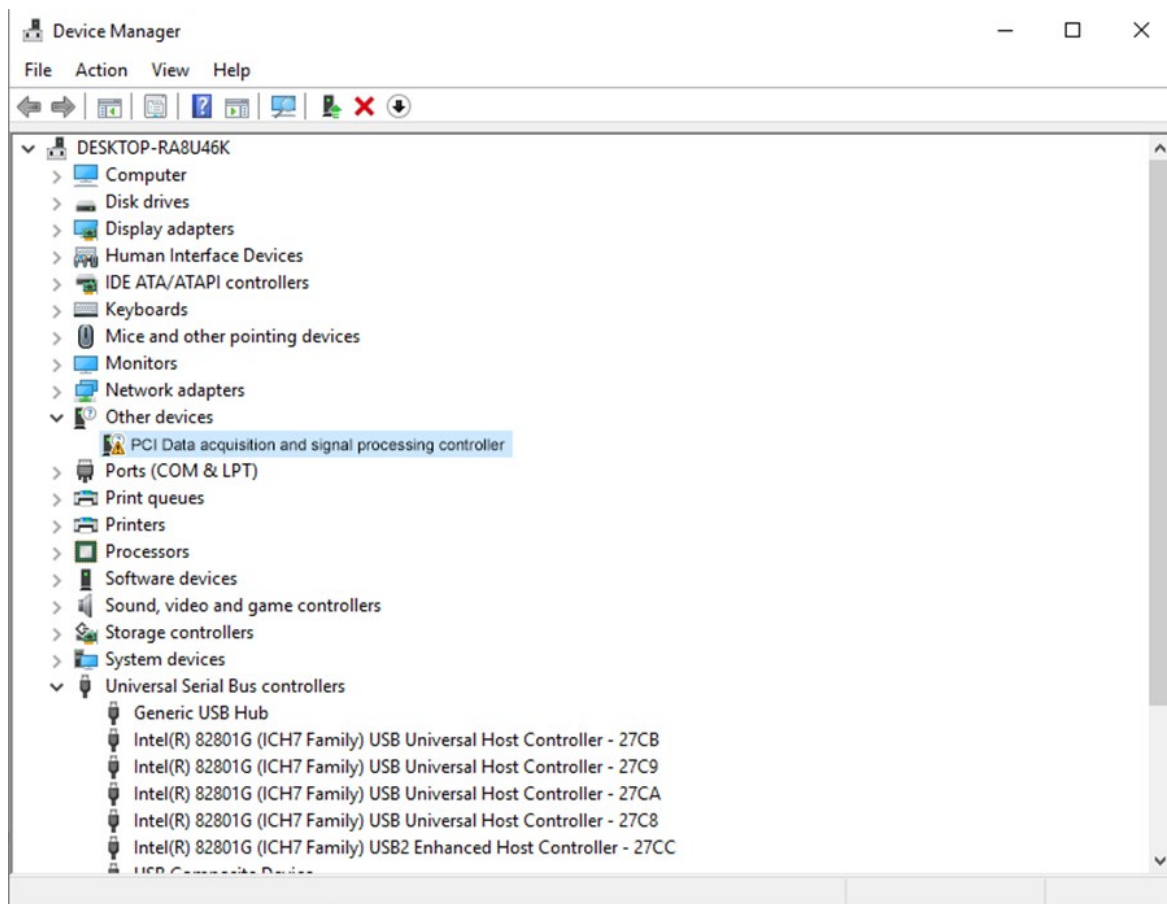 Device Manager
File Action View Help
DESKTOP-RA8U46K
Computer
Disk drives
Display adapters
Human Interface Devices
IDE ATA/ATAPI controllers
Keyboards
Mice and other pointing devices
Monitors
Network adapters
Other devices
PCI Data acquisition and signal processing controller
Ports (COM & LPT)
Print queues
Printers
Processors
Software devices
Sound, video and game controllers
Storage controllers
System devices
Universal Serial Bus controllers
Generic USB Hub
Intel(R) 82801G (ICH7 Family) USB Universal Host Controller - 27CB
Intel(R) 82801G (ICH7 Family) USB Universal Host Controller - 27C9
Intel(R) 82801G (ICH7 Family) USB Universal Host Controller - 27CA
Intel(R) 82801G (ICH7 Family) USB Universal Host Controller - 27C8
Intel(R) 82801G (ICH7 Family) USB2 Enhanced Host Controller - 27CC
USB Composite Device